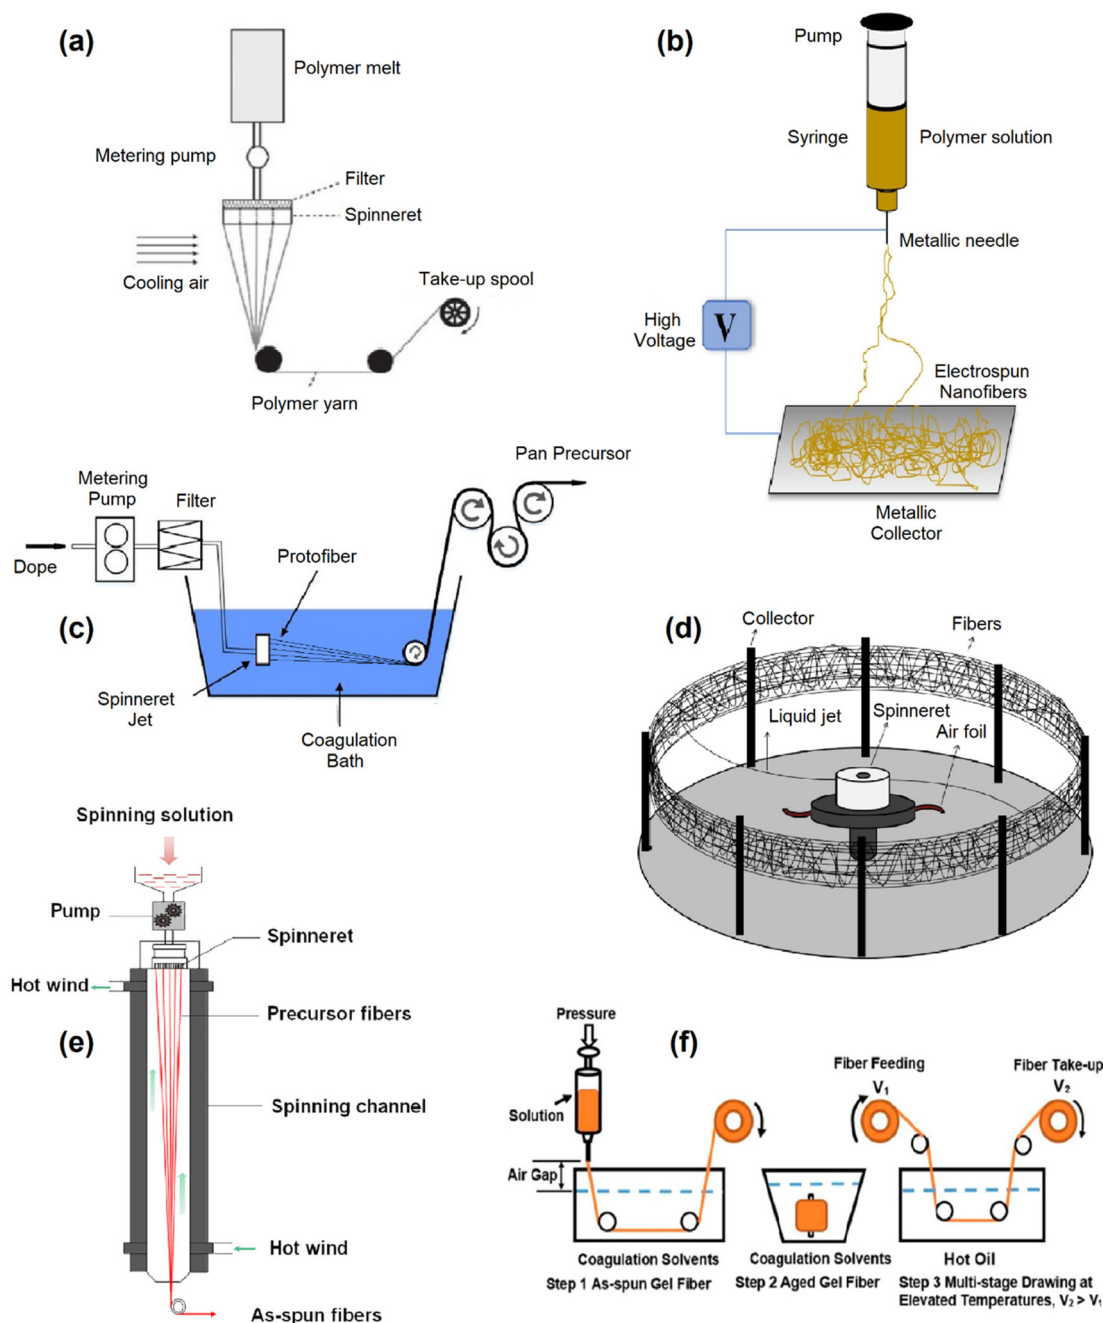 (a)
Polymer melt
Metering pump
Filter
Spinneret
Cooling air
Take-up spool
Polymer yarn
(b)
Pump
Syringe
Polymer solution
Metallic needle
High
Voltage
V
Electrospun
Nanofibers
Metallic
Collector
Metering
Pump
Filter
Dope
Protofiber
Pan Precursor
(c)
Spinneret
Jet
Coagulation
Bath
(d)
Collector
Fibers
Liquid jet
Spinneret
Air foil
Spinning solution
Pump
Spinneret
Hot wind
Precursor fibers
(e)
Spinning channel
Hot wind
As-spun fibers
(f)
Pressure
Solution
Air Gap
Coagulation Solvents
Step 1 As-spun Gel Fiber
Coagulation Solvents
Step 2 Aged Gel Fiber
Fiber Feeding
V₁
Fiber Take-up
V₂
Hot Oil
Step 3 Multi-stage Drawing at
Elevated Temperatures, V₂ > V₁